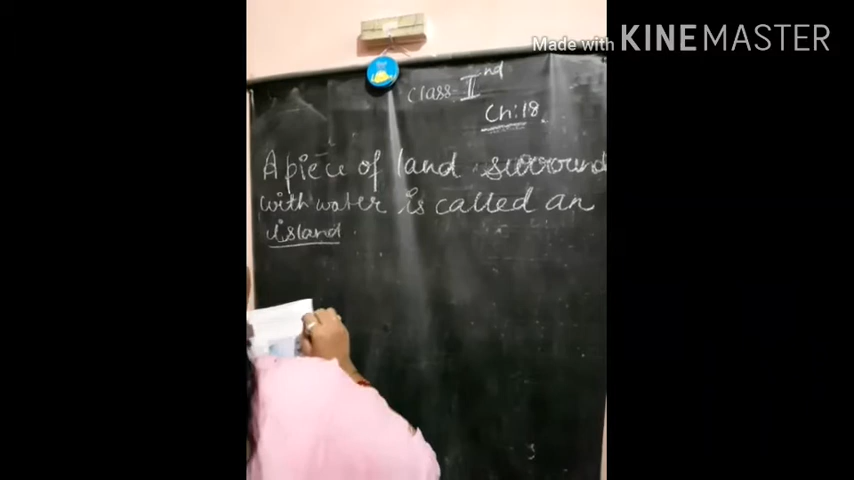 Made with KINEMASTER
Class-IInd
Ch:18
A piece of land surround
with water is called an
island.